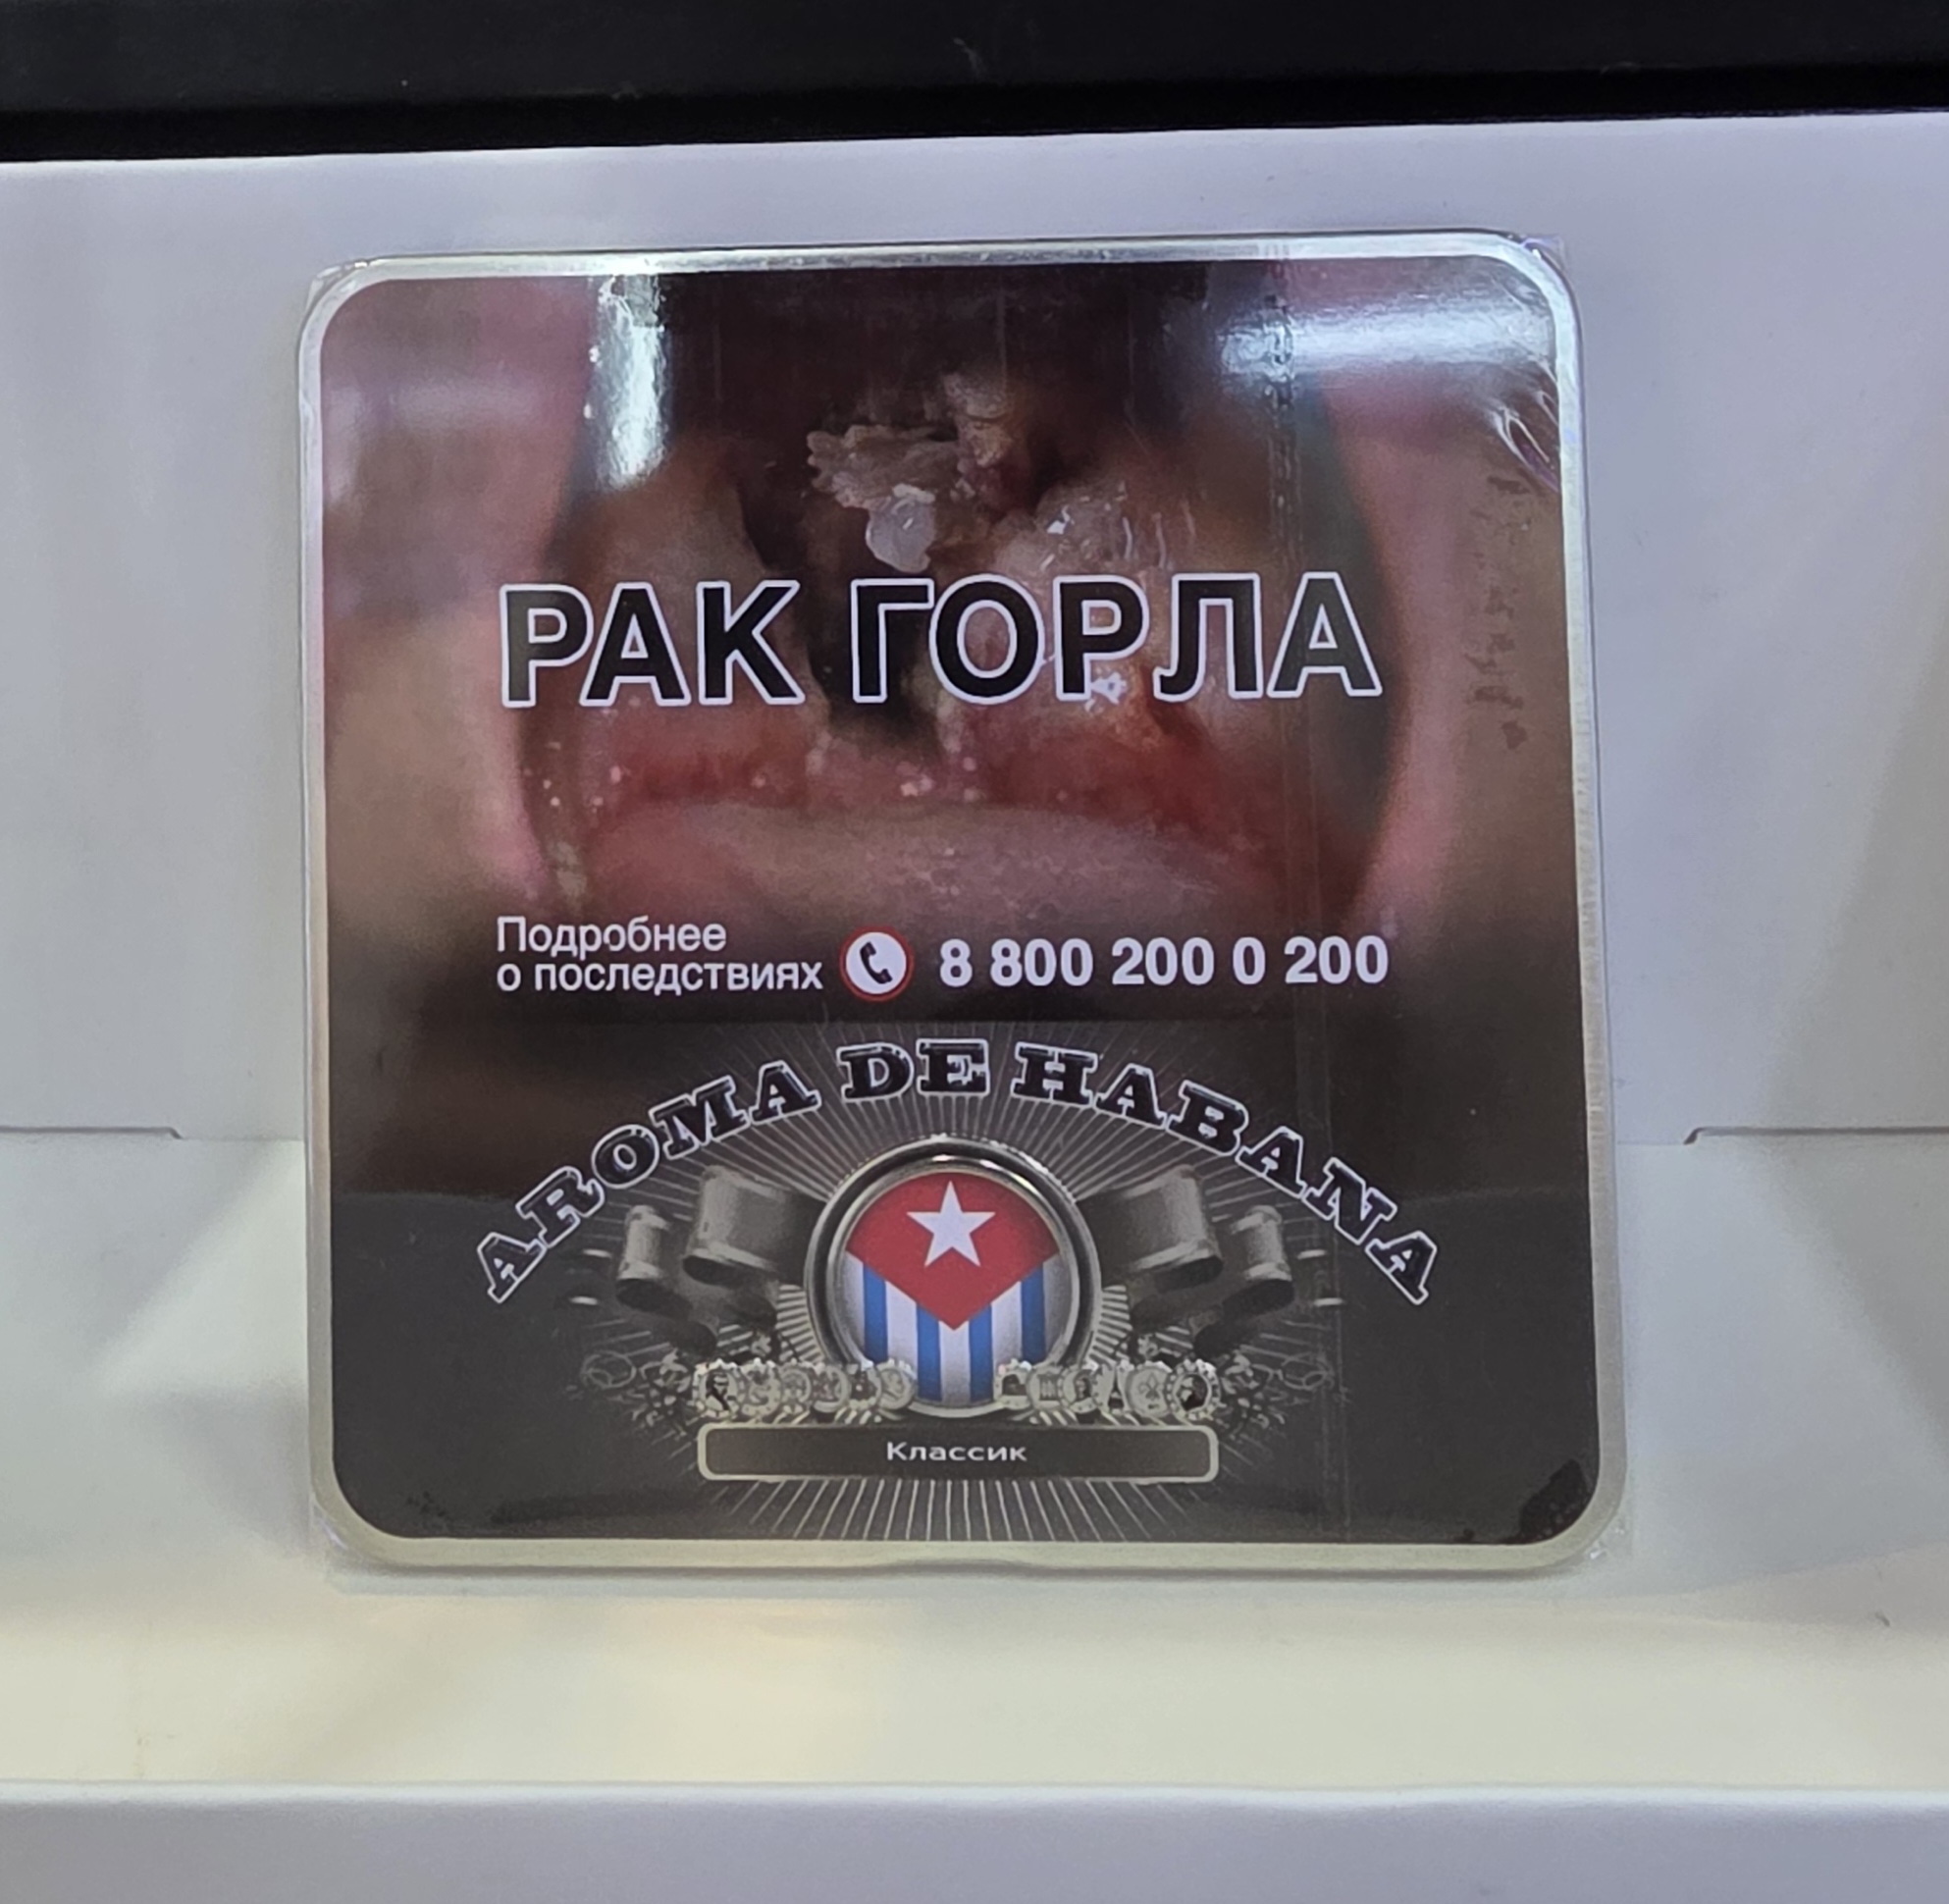 РАК ГОРЛА
Подробнее
о последствиях
8 800 200 0 200
AROMA DE HABANA
Классик